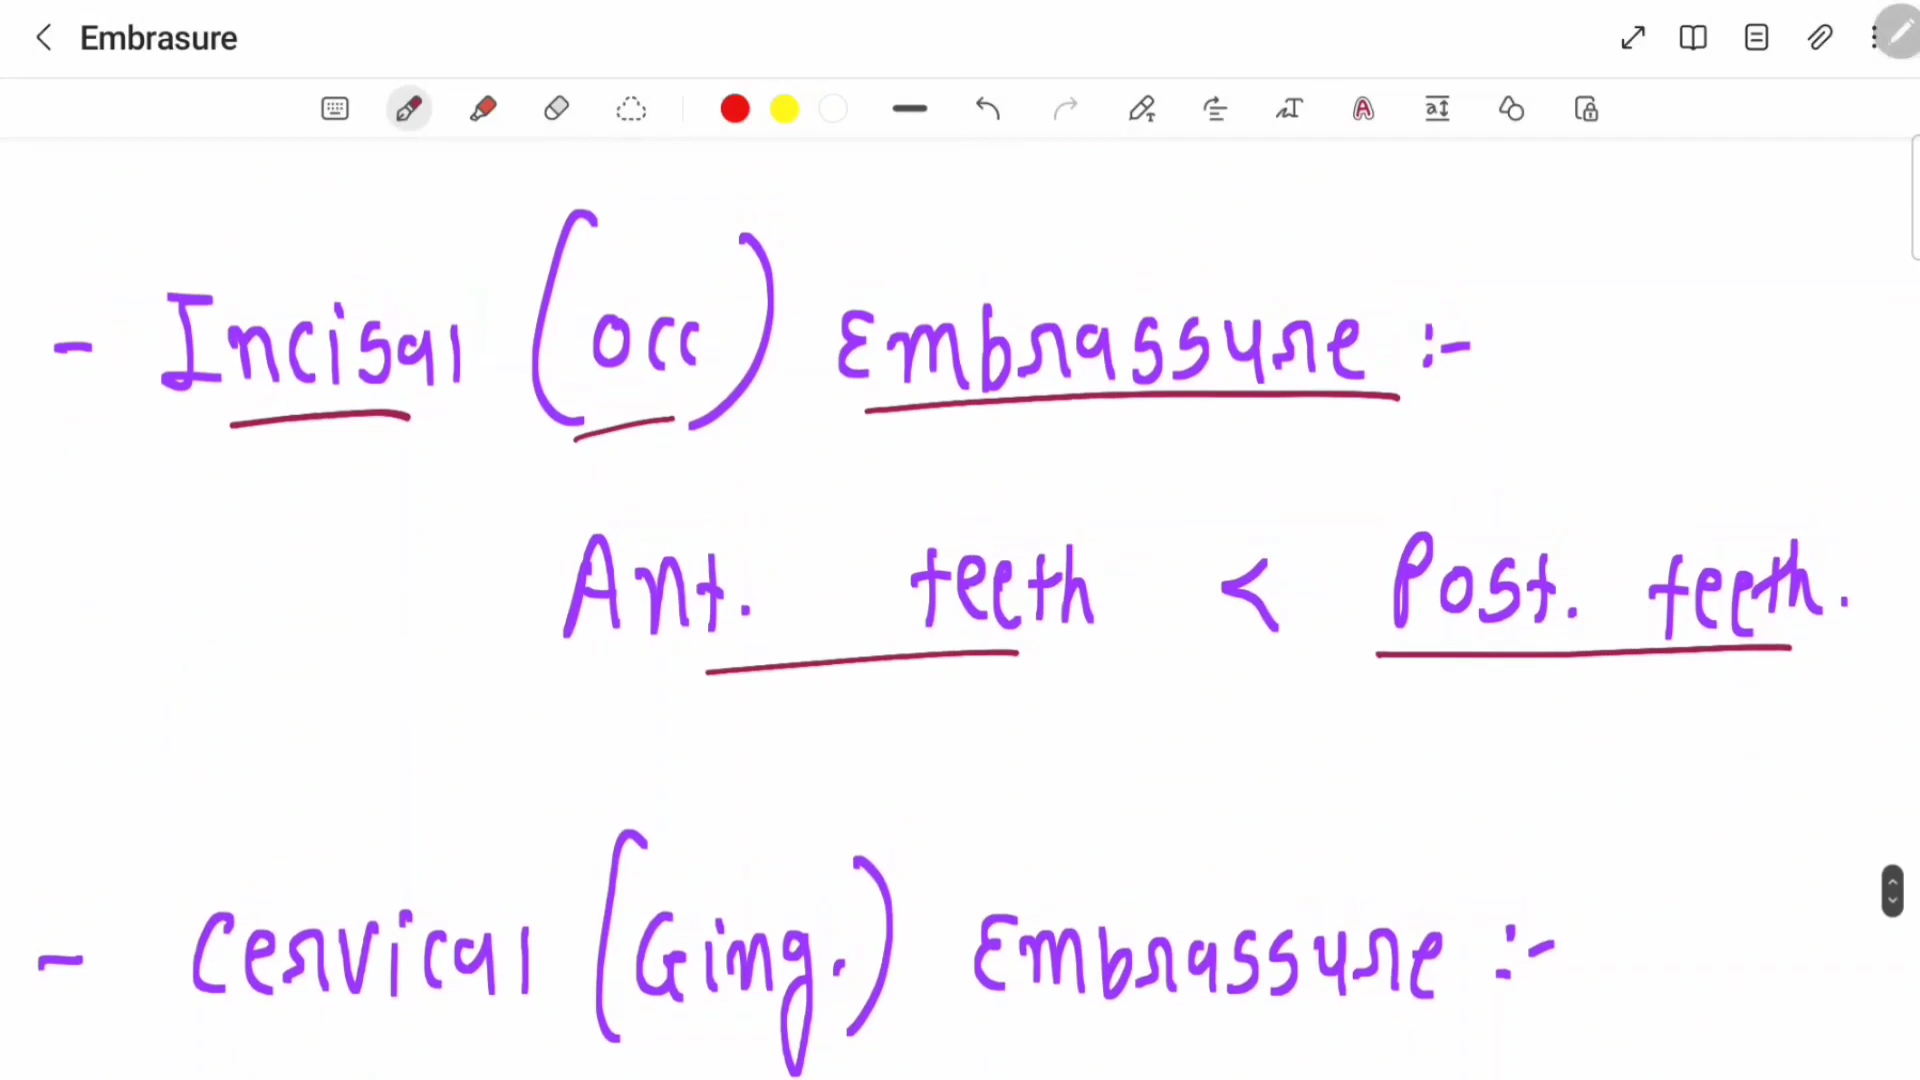 Embrasure
- Incisal (occ) Embrassure :-
Ant. teeth < Post. teeth.
- Cervical (Ging.) Embrassure :-